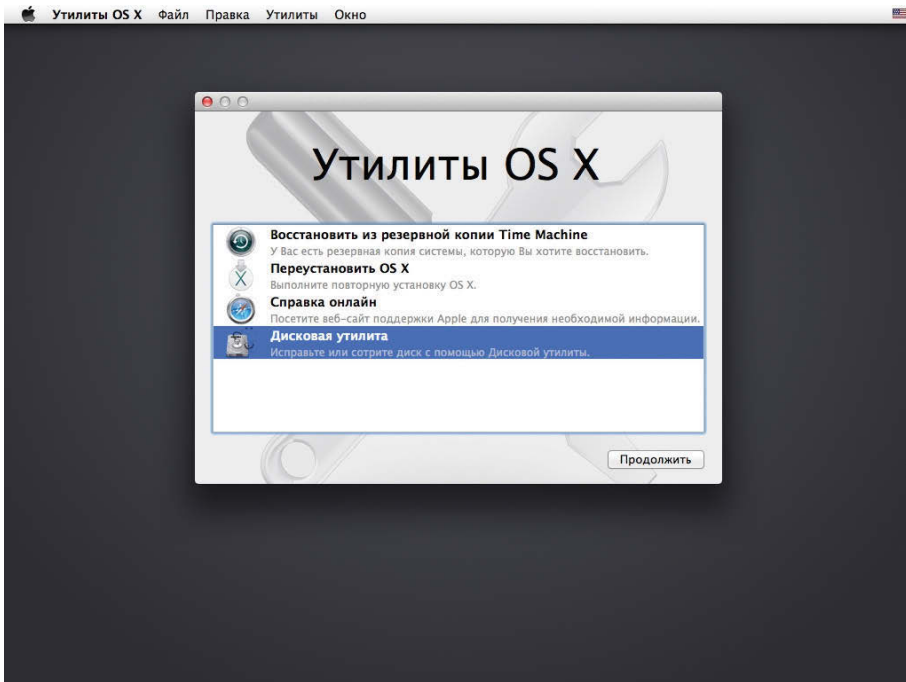 Утилиты OS X Файл Правка Утилиты Окно
Утилиты OS X
Восстановить из резервной копии Time Machine
У Вас есть резервная копия системы, которую Вы хотите восстановить.
Переустановить OS X
Выполните повторную установку OS X.
Справка онлайн
Посетите веб-сайт поддержки Apple для получения необходимой информации.
Дисковая утилита
Исправьте или сотрите диск с помощью Дисковой утилиты.
Продолжить